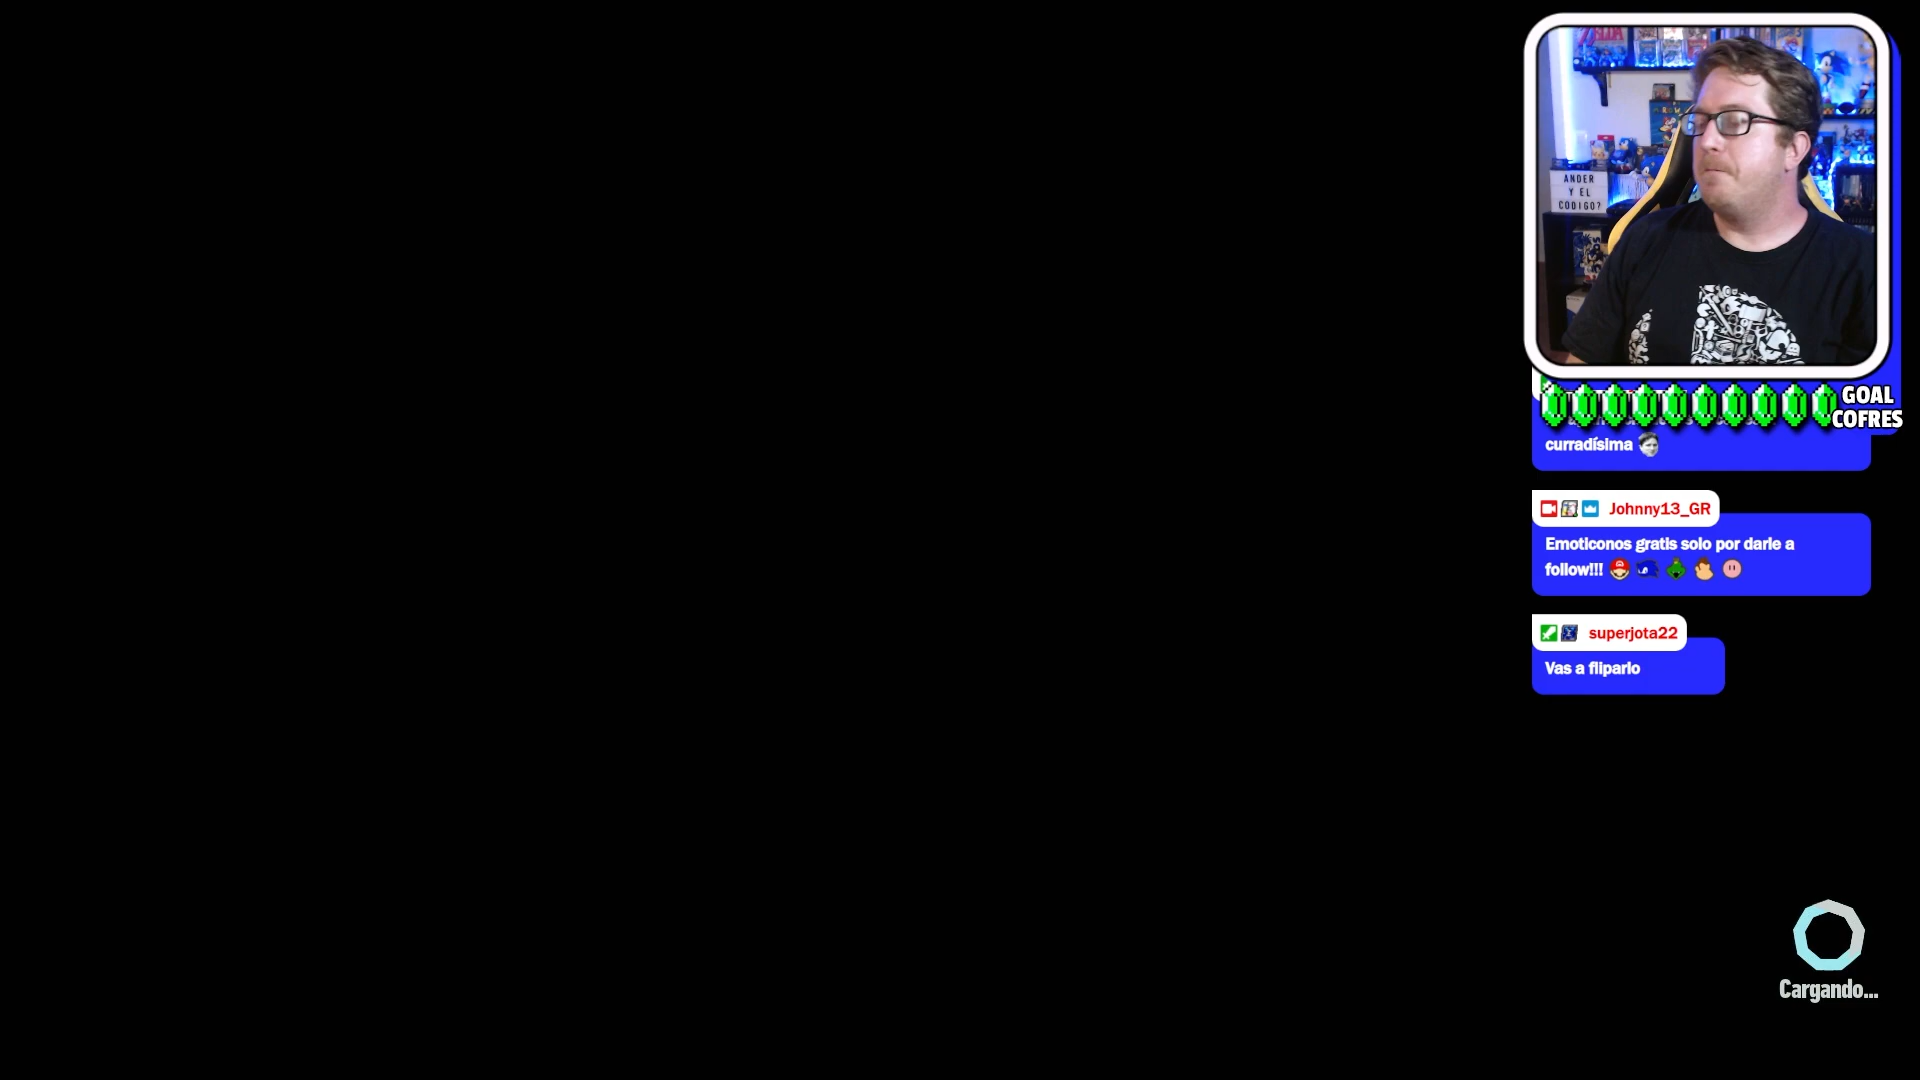 ANDER
Y EL
CODIGO?
GOAL
COFRES
curradísima
Johnny13_GR
Emoticonos gratis solo por darle a
follow!!!
superjota22
Vas a fliparlo
Cargando...